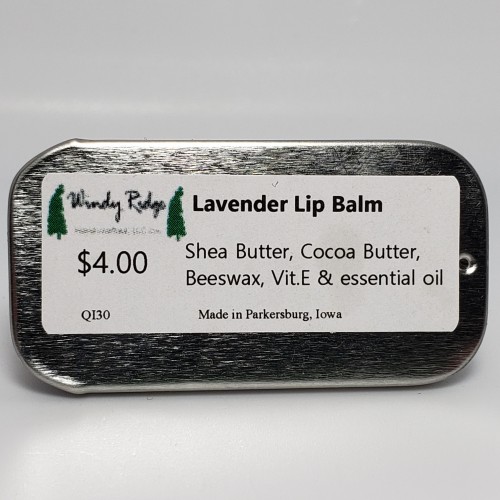 Windy Ridge
Lavender Lip Balm
$4.00
Shea Butter, Cocoa Butter,
Beeswax, Vit.E & essential oil
QI30
Made in Parkersburg, Iowa